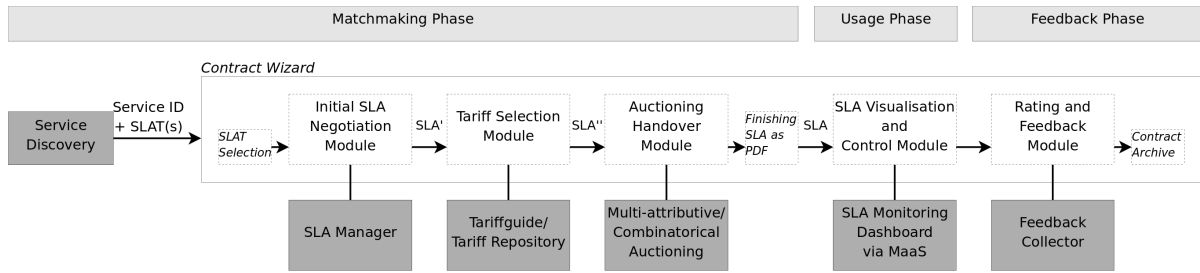 Matchmaking Phase
Usage Phase
Feedback Phase
Contract Wizard
Service
Discovery
Service ID
+ SLAT(s)
SLAT
Selection
Initial SLA
Negotiation
Module
SLA'
Tariff Selection
Module
SLA''
Auctioning
Handover
Module
Finishing
SLA as
PDF
SLA
SLA Visualisation
and
Control Module
Rating and
Feedback
Module
Contract
Archive
SLA Manager
Tariffguide/
Tariff Repository
Multi-attributive/
Combinatorical
Auctioning
SLA Monitoring
Dashboard
via MaaS
Feedback
Collector